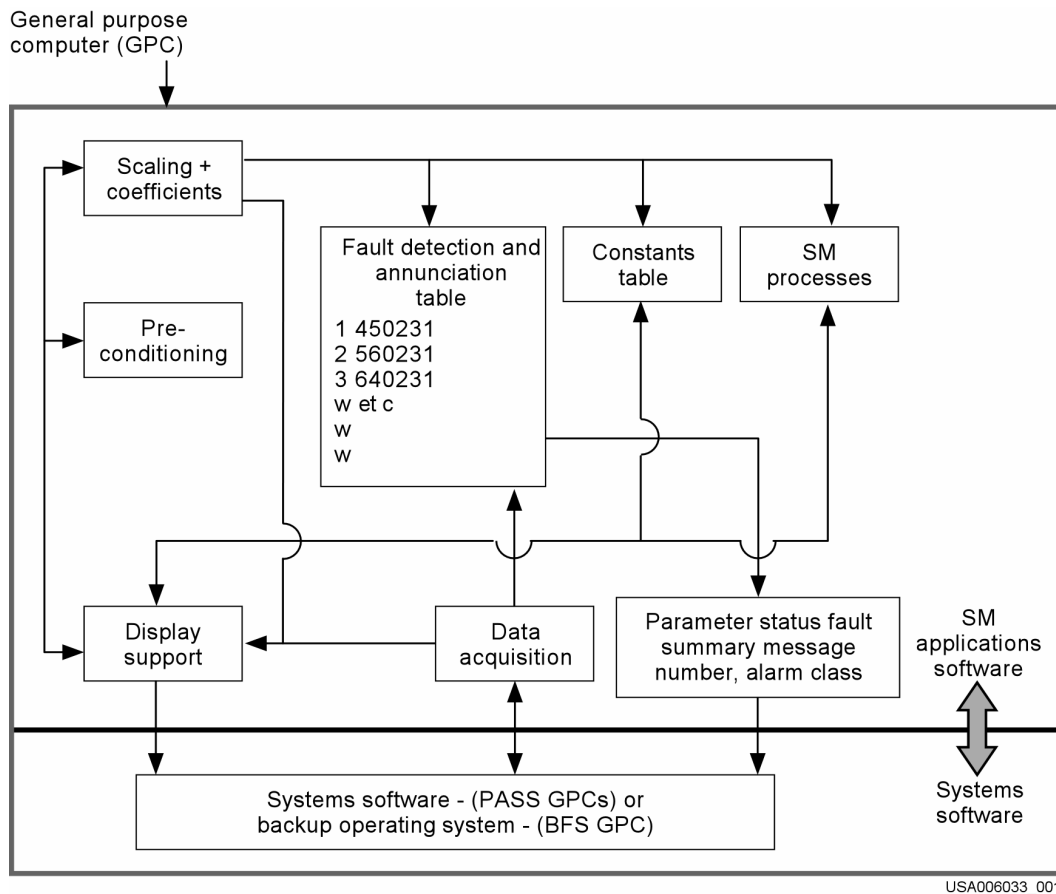 General purpose
computer (GPC)
Scaling +
coefficients
Fault detection and
annunciation
table
1 450231
2 560231
3 640231
w et c
w
w
Constants
table
SM
processes
Pre-
conditioning
Display
support
Data
acquisition
Parameter status fault
summary message
number, alarm class
SM
applications
software
Systems software - (PASS GPCs) or
backup operating system - (BFS GPC)
Systems
software
USA006033_001